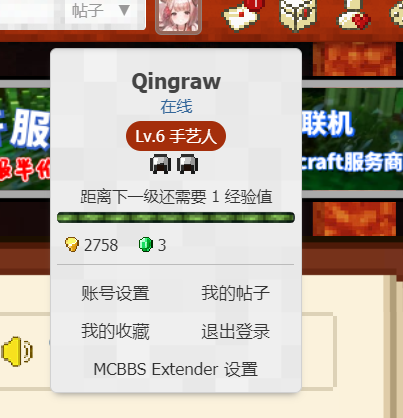 帖子
Qingraw
在线
Lv.6 手艺人
服
联机
craft服务商
距离下一级还需要 1 经验值
2758 3
账号设置 我的帖子
我的收藏 退出登录
MCBBS Extender 设置